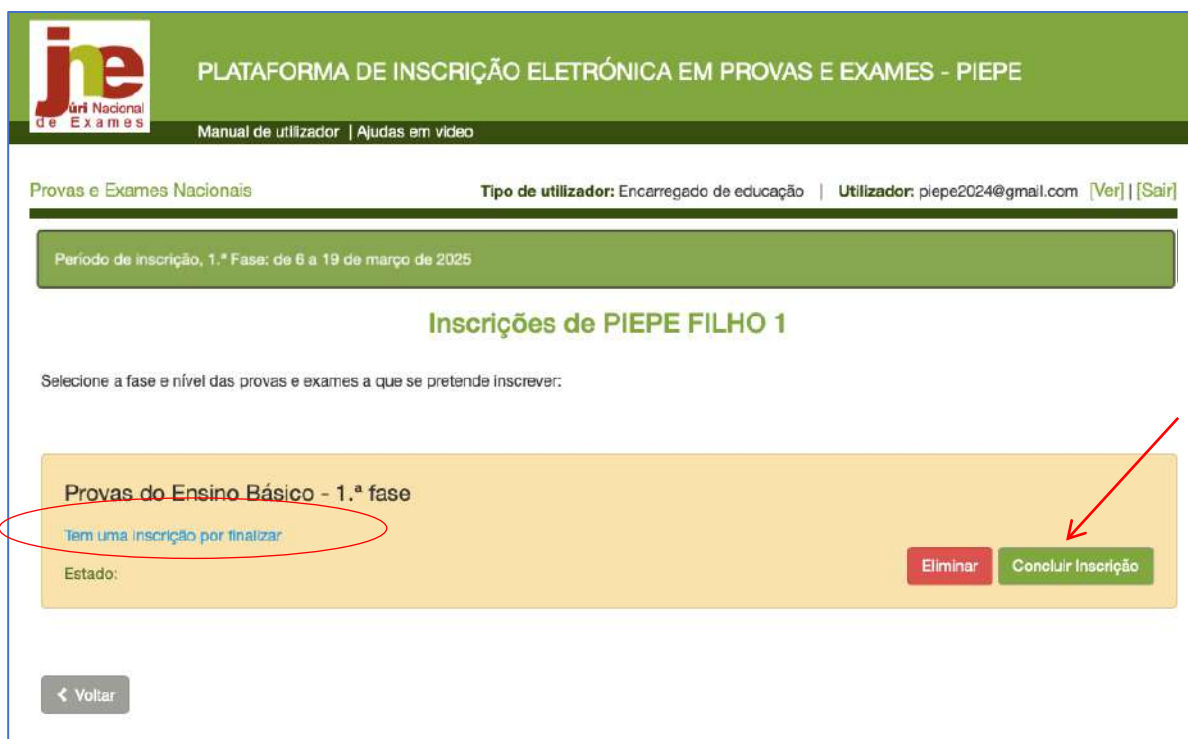 jne
Júri Nacional
de Exames
PLATAFORMA DE INSCRIÇÃO ELETRÓNICA EM PROVAS E EXAMES - PIEPE
Manual de utilizador | Ajudas em video
Provas e Exames Nacionais Tipo de utilizador: Encarregado de educação | Utilizador: piepe2024@gmail.com [Ver] | [Sair]
Período de inscrição, 1.ª Fase: de 6 a 19 de março de 2025
Inscrições de PIEPE FILHO 1
Selecione a fase e nível das provas e exames a que se pretende inscrever:
Provas do Ensino Básico - 1.ª fase
Tem uma inscrição por finalizar
Estado:
Eliminar Concluir Inscrição
Voltar